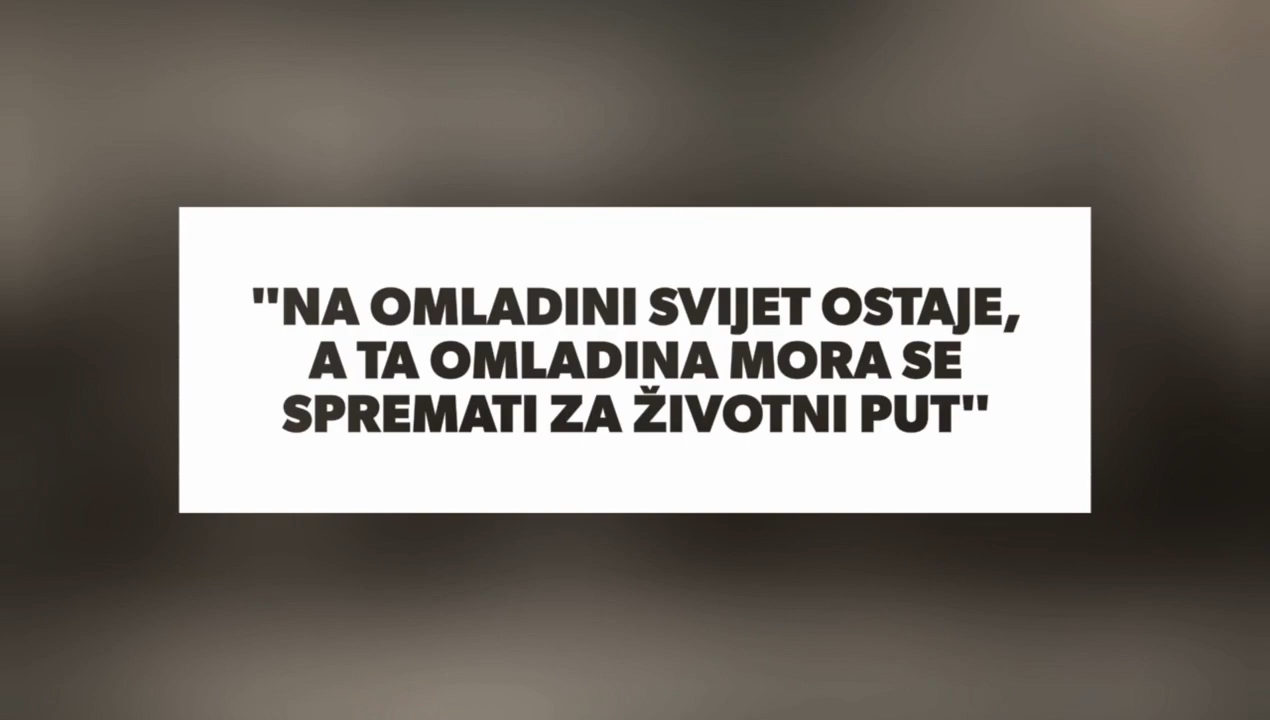 "NA OMLADINI SVIJET OSTAJE,
A TA OMLADINA MORA SE
SPREMATI ZA ŽIVOTNI PUT"